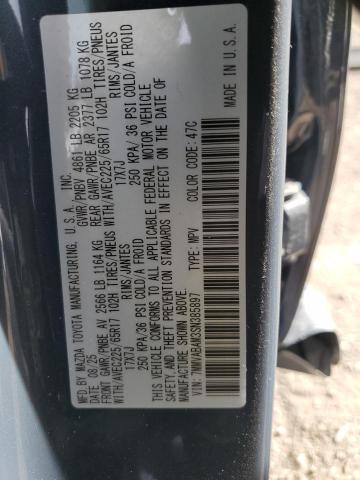 MFD BY MAZDA TOYOTA MANUFACTURING, U.S.A., INC.
DATE 08/25 GWVR/PNBV 4861 LB 2205 KG
FRONT GAWR/PNBE AV 2566 LB 1164 KG REAR GAWR/PNBE AR 2377 LB 1078 KG
WITH/AVEC225/65R17 102H TIRES/PNEUS WITH/AVEC225/65R17 102H TIRES/PNEUS
17X7J RIMS/JANTES 17X7J RIMS/JANTES
250 KPA/ 36 PSI COLD/A FROID 250 KPA/ 36 PSI COLD/A FROID
THIS VEHICLE CONFORMS TO ALL APPLICABLE FEDERAL MOTOR VEHICLE
SAFETY AND THEFT PREVENTION STANDARDS IN EFFECT ON THE DATE OF
MANUFACTURE SHOWN ABOVE.
7MMVABAM3SN385897 TYPE: MPV COLOR CODE: 47C
MADE IN U.S.A.